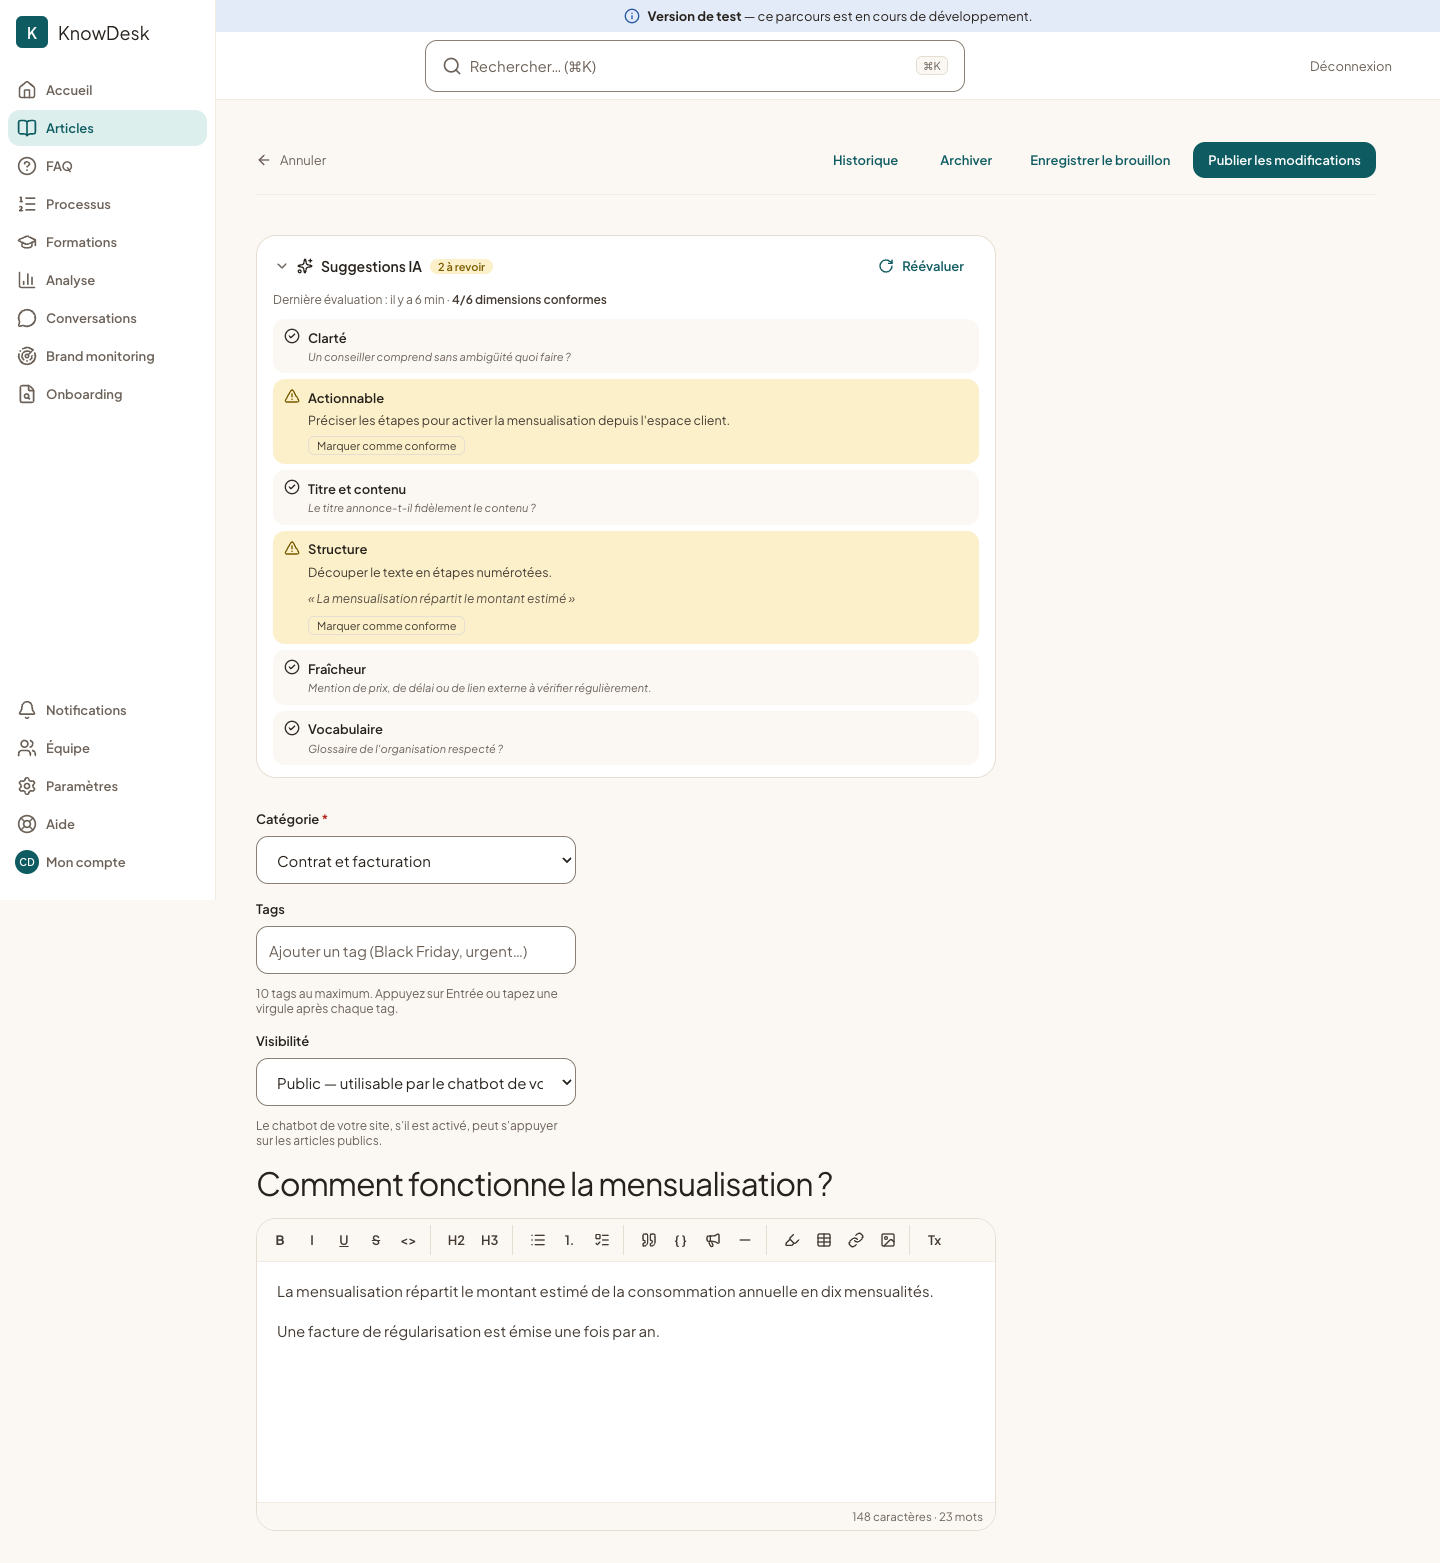 K KnowDesk
Accueil
Articles
FAQ
Processus
Formations
Analyse
Conversations
Brand monitoring
Onboarding
Notifications
Équipe
Paramètres
Aide
CD Mon compte
Version de test — ce parcours est en cours de développement.
Rechercher... (⌘K) ⌘K
Déconnexion
Annuler
Historique
Archiver
Enregistrer le brouillon
Publier les modifications
Suggestions IA 2 à revoir
Réévaluer
Dernière évaluation : il y a 6 min · 4/6 dimensions conformes
Clarté
Un conseiller comprend sans ambigüité quoi faire ?
Actionnable
Préciser les étapes pour activer la mensualisation depuis l'espace client.
Marquer comme conforme
Titre et contenu
Le titre annonce-t-il fidèlement le contenu ?
Structure
Découper le texte en étapes numérotées.
« La mensualisation répartit le montant estimé »
Marquer comme conforme
Fraîcheur
Mention de prix, de délai ou de lien externe à vérifier régulièrement.
Vocabulaire
Glossaire de l'organisation respecté ?
Catégorie *
Contrat et facturation
Tags
Ajouter un tag (Black Friday, urgent...)
10 tags au maximum. Appuyez sur Entrée ou tapez une
virgule après chaque tag.
Visibilité
Public — utilisable par le chatbot de vo
Le chatbot de votre site, s'il est activé, peut s'appuyer
sur les articles publics.
Comment fonctionne la mensualisation ?
B I U S <> H2 H3 1. { } Tx
La mensualisation répartit le montant estimé de la consommation annuelle en dix mensualités.
Une facture de régularisation est émise une fois par an.
148 caractères · 23 mots